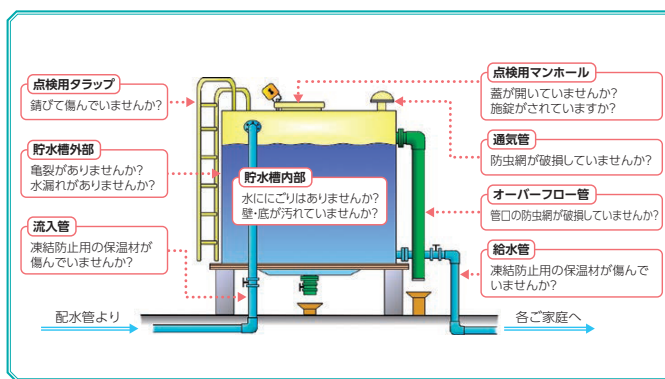 点検用タラップ
錆びて傷んでいませんか?
貯水槽外部
亀裂がありませんか?
水漏れがありませんか?
流入管
凍結防止用の保温材が
傷んでいませんか?
配水管より
貯水槽内部
水ににごりはありませんか?
壁・底が汚れていませんか?
点検用マンホール
蓋が開いていませんか?
施錠がされていますか?
通気管
防虫網が破損していませんか?
オーバーフロー管
管口の防虫網が破損していませんか?
給水管
凍結防止用の保温材が傷んで
いませんか?
各ご家庭へ